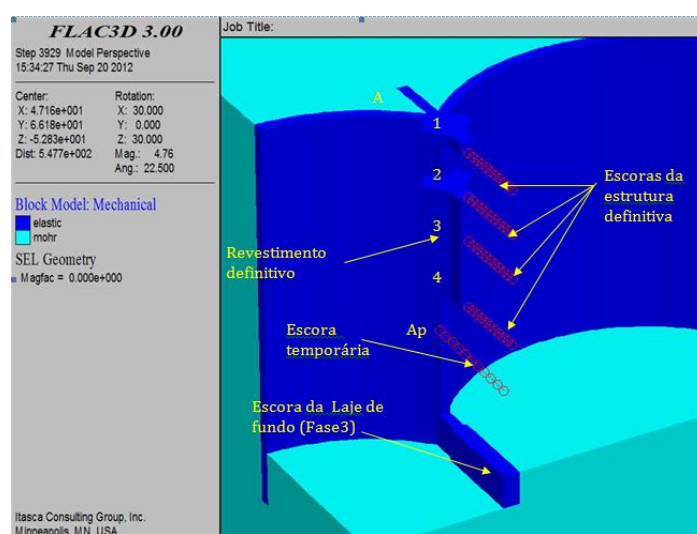 FLAC3D 3.00
Step 3929 Model Perspective
15:34:27 Thu Sep 20 2012
Center:
X: 4.716e+001
Y: 6.618e+001
Z: -5.283e+001
Dist: 5.477e+002
Rotation:
X: 30.000
Y: 0.000
Z: 30.000
Mag.: 4.76
Ang.: 22.500
Block Model: Mechanical
elastic
mohr
SEL Geometry
Magfac = 0.000e+000
Itasca Consulting Group, Inc.
Minneapolis, MN USA
Job Title:
A
1
2
3
4
Ap
Escoras da
estrutura
definitiva
Revestimento
definitivo
Escora
temporária
Escora da Laje de
fundo (Fase3)